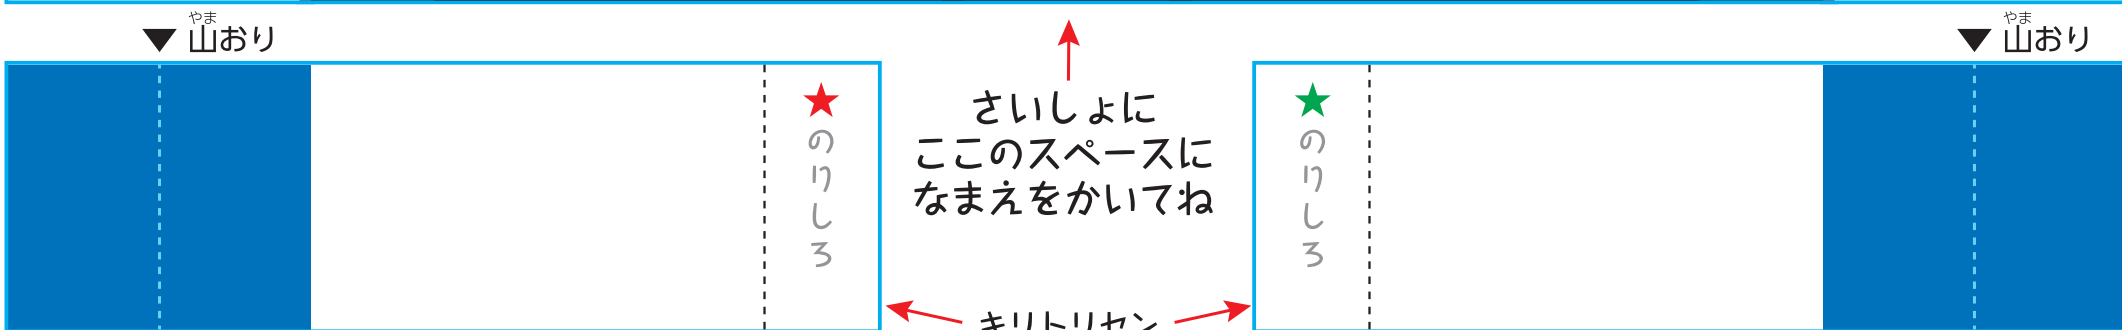 やま
▼山おり
やま
▼山おり
★のりしろ
さいしょに
ここのスペースに
なまえをかいてね
★のりしろ
キリトリセン